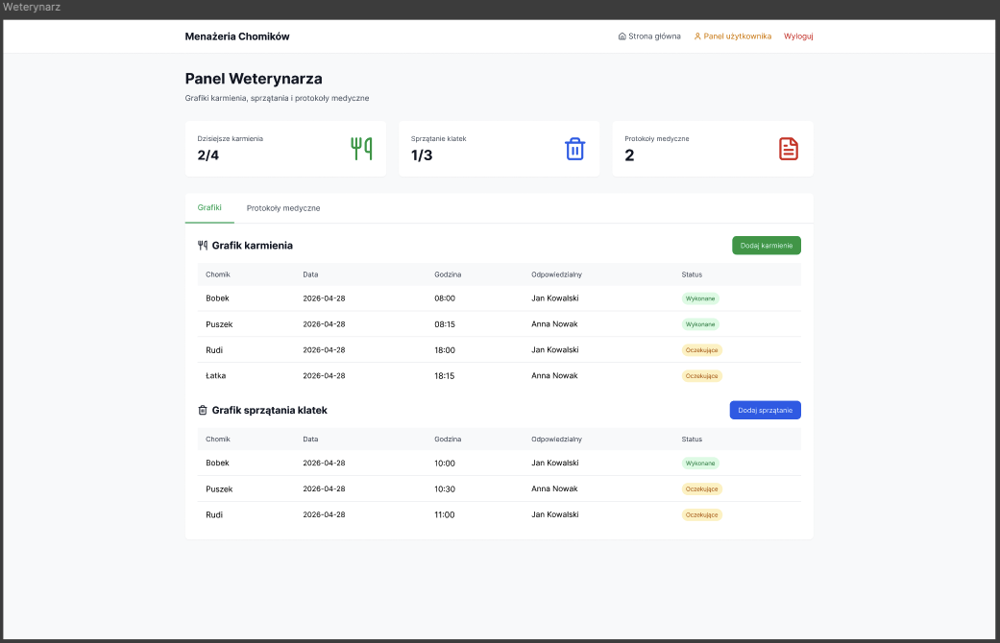 Weterynarz
Menażeria Chomików
Strona główna Panel użytkownika Wyloguj
Panel Weterynarza
Grafiki karmienia, sprzątania i protokoły medyczne
Dzisiejsze karmienia
2/4
Sprzątanie klatek
1/3
Protokoły medyczne
2
Grafiki Protokoły medyczne
Grafik karmienia Dodaj karmienie
Chomik Data Godzina Odpowiedzialny Status
Bobek 2026-04-28 08:00 Jan Kowalski Wykonane
Puszek 2026-04-28 08:15 Anna Nowak Wykonane
Rudi 2026-04-28 18:00 Jan Kowalski Oczekujące
Łatka 2026-04-28 18:15 Anna Nowak Oczekujące
Grafik sprzątania klatek Dodaj sprzątanie
Chomik Data Godzina Odpowiedzialny Status
Bobek 2026-04-28 10:00 Jan Kowalski Wykonane
Puszek 2026-04-28 10:30 Anna Nowak Oczekujące
Rudi 2026-04-28 11:00 Jan Kowalski Oczekujące